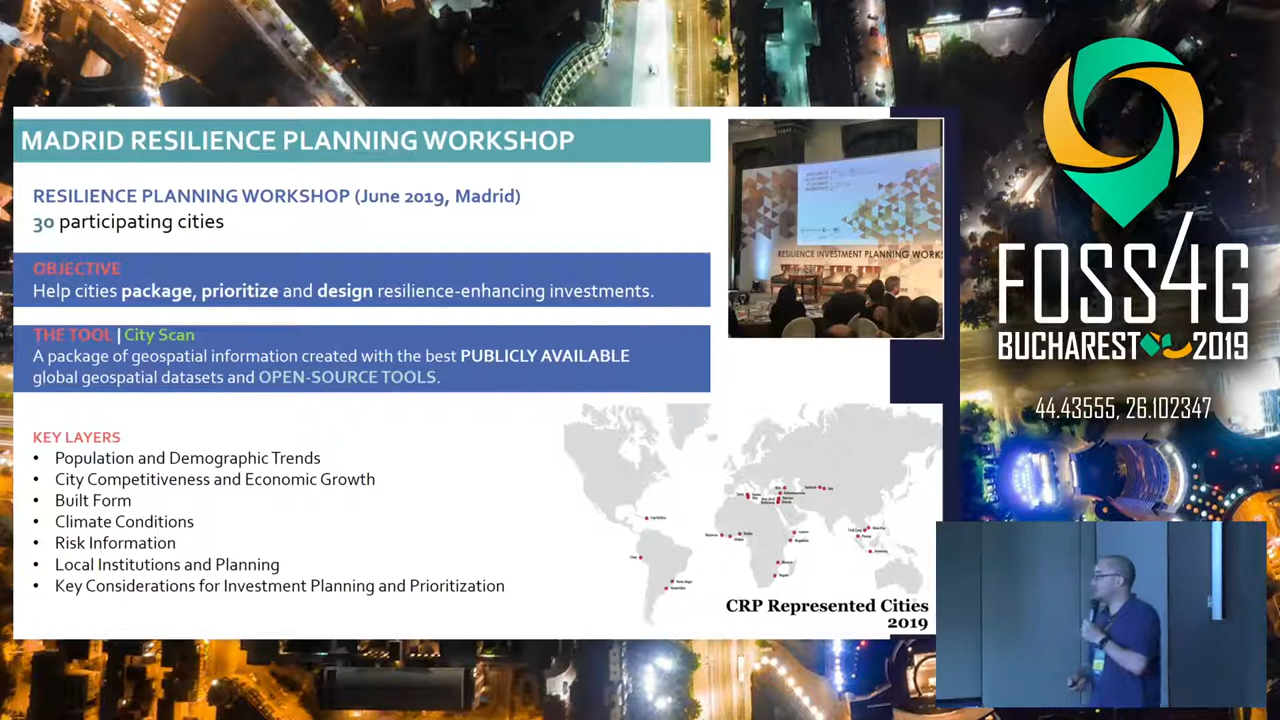 MADRID RESILIENCE PLANNING WORKSHOP
RESILIENCE PLANNING WORKSHOP (June 2019, Madrid)
30 participating cities
OBJECTIVE
Help cities package, prioritize and design resilience-enhancing investments.
THE TOOL | City Scan
A package of geospatial information created with the best PUBLICLY AVAILABLE
global geospatial datasets and OPEN-SOURCE TOOLS.
KEY LAYERS
• Population and Demographic Trends
• City Competitiveness and Economic Growth
• Built Form
• Climate Conditions
• Risk Information
• Local Institutions and Planning
• Key Considerations for Investment Planning and Prioritization
RESILIENCE INVESTMENT PLANNING WORKS
CRP Represented Cities
2019
FOSS4G
BUCHAREST 2019
44.43555, 26.102347